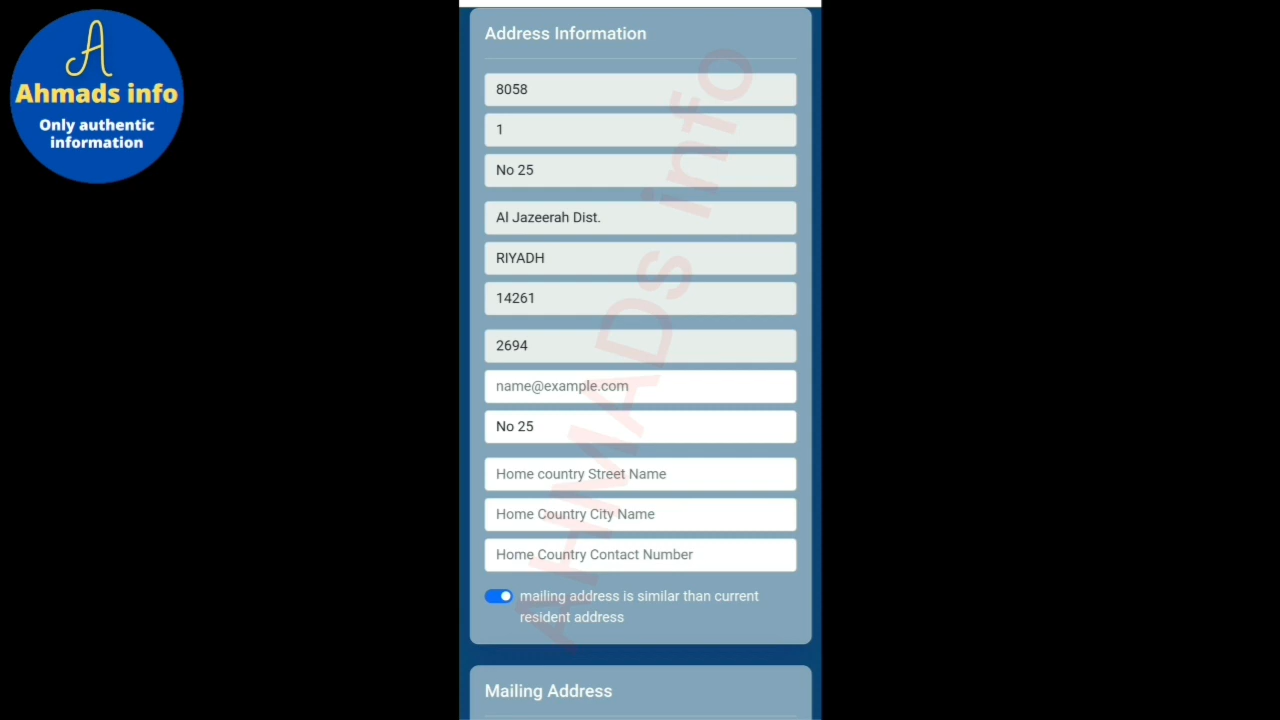 A
Ahmads info
Only authentic
information
Address Information
8058
1
No 25
Al Jazeerah Dist.
RIYADH
14261
2694
name@example.com
No 25
Home country Street Name
Home Country City Name
Home Country Contact Number
mailing address is similar than current
resident address
Mailing Address
AHMADs info